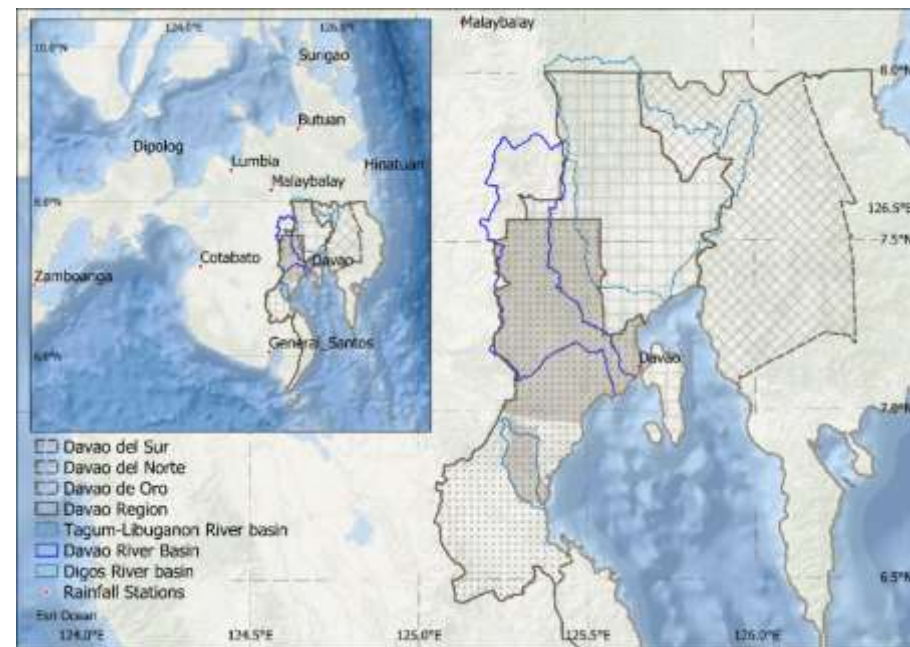 Malaybalay
124.0°E
126.0°E
10.0°N
Surigao
Butuan
Dipolog
Lumbia
Hinatuan
Malaybalay
8.0°N
8.0°N
126.5°E
7.5°N
Cotabato
Davao
Zamboanga
General_Santos
6.0°N
Davao
7.0°N
Davao del Sur
Davao del Norte
Davao de Oro
Davao Region
Tagum-Libuganon River basin
Davao River Basin
Digos River basin
Rainfall Stations
6.5°N
Esri Ocean
124.0°E
124.5°E
125.0°E
125.5°E
126.0°E